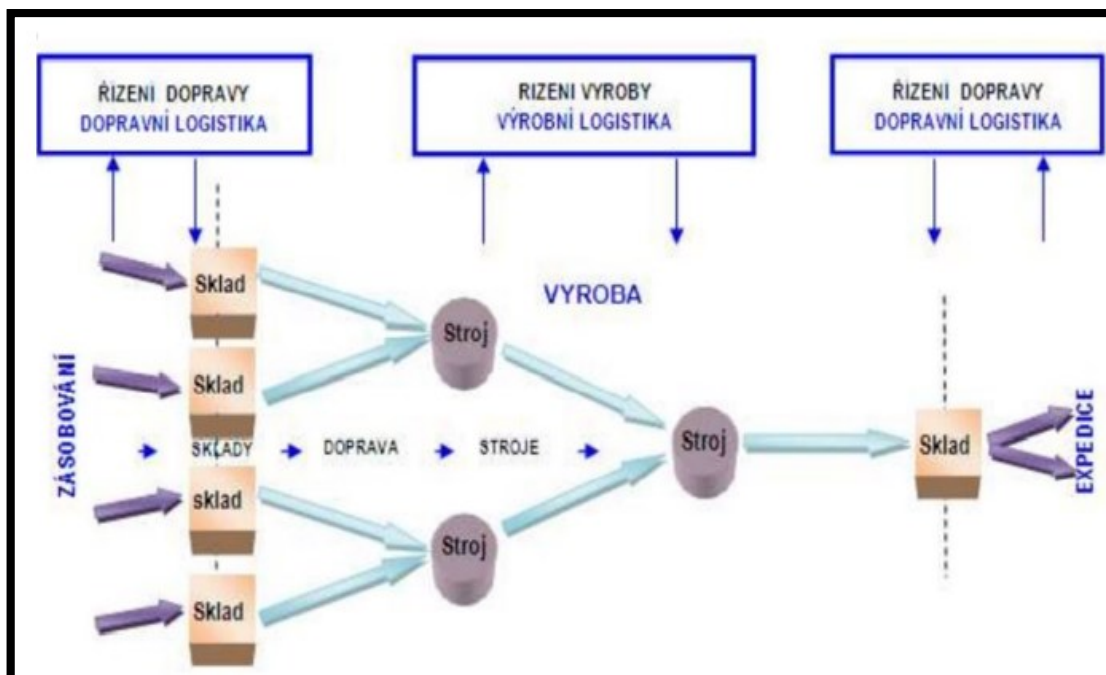 ŘÍZENÍ DOPRAVY
DOPRAVNÍ LOGISTIKA
RIZENI VYROBY
VÝROBNÍ LOGISTIKA
ŘÍZENÍ DOPRAVY
DOPRAVNÍ LOGISTIKA
Sklad
VYROBA
Stroj
Sklad
ZÁSOBOVÁNÍ
SKLADY
DOPRAVA
STROJE
Stroj
Sklad
EXPEDICE
sklad
Stroj
Sklad